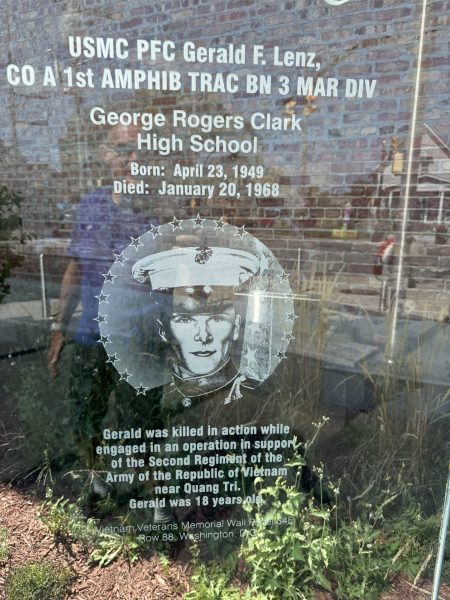 USMC PFC Gerald F. Lenz,
CO A 1st AMPHIB TRAC BN 3 MAR DIV
George Rogers Clark
High School
Born: April 23, 1949
Died: January 20, 1968
Gerald was killed in action while
engaged in an operation in support
of the Second Regiment of the
Army of the Republic of Vietnam
near Quang Tri.
Gerald was 18 years old.
Vietnam Veterans Memorial Wall Panel 34E
Row 88, Washington, D.C.